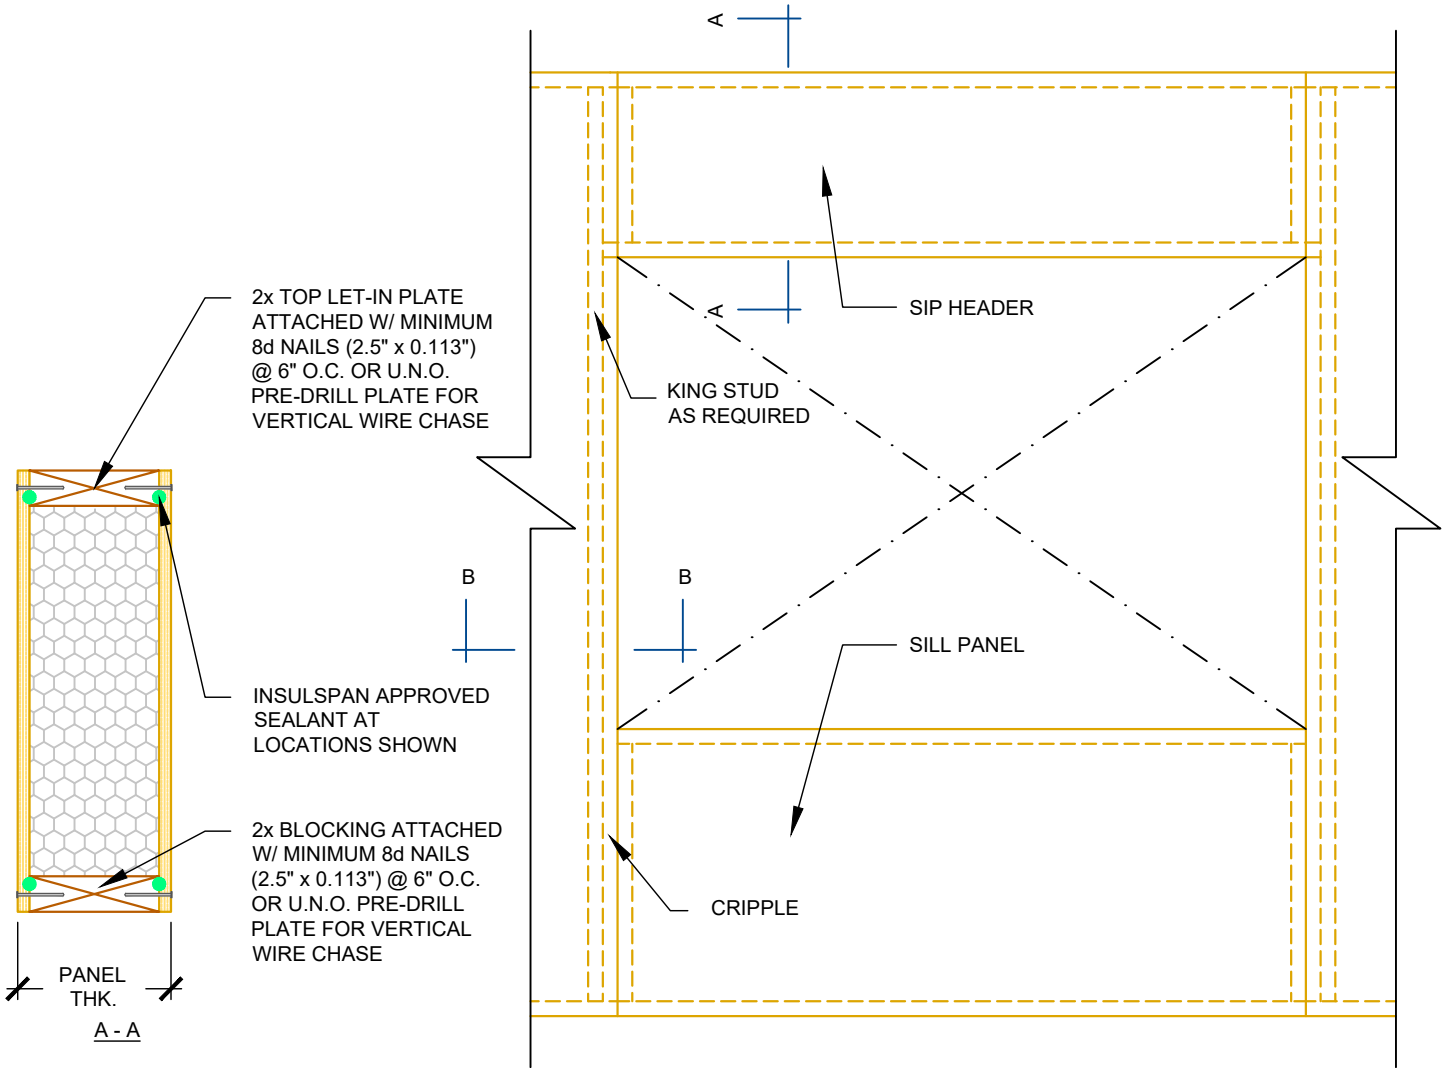 A
2x TOP LET-IN PLATE
ATTACHED W/ MINIMUM
8d NAILS (2.5" x 0.113")
@ 6" O.C. OR U.N.O.
PRE-DRILL PLATE FOR
VERTICAL WIRE CHASE
A
SIP HEADER
KING STUD
AS REQUIRED
B
B
SILL PANEL
INSULSPAN APPROVED
SEALANT AT
LOCATIONS SHOWN
2x BLOCKING ATTACHED
W/ MINIMUM 8d NAILS
(2.5" x 0.113") @ 6" O.C.
OR U.N.O. PRE-DRILL
PLATE FOR VERTICAL
WIRE CHASE
CRIPPLE
PANEL
THK.
A - A